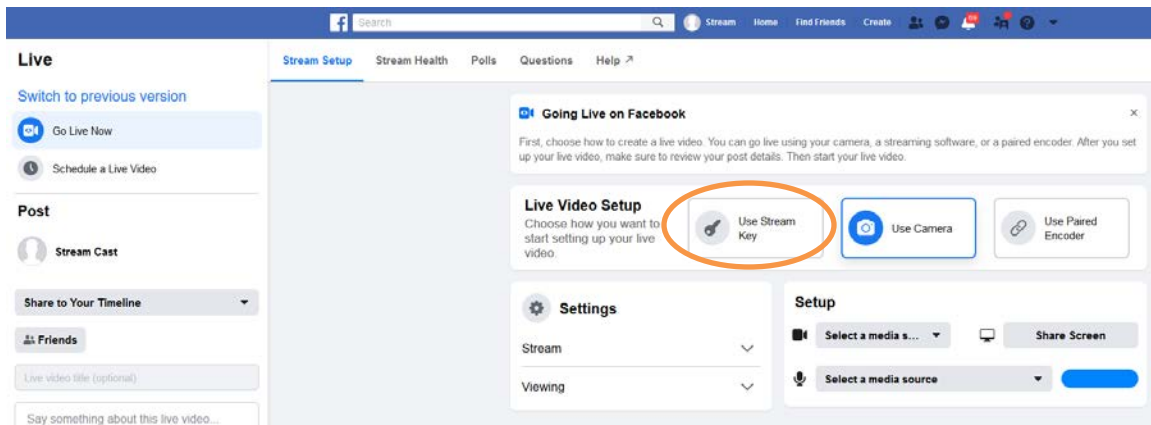 Search
Stream Home Find Friends Create
Live
Switch to previous version
Go Live Now
Schedule a Live Video
Post
Stream Cast
Share to Your Timeline
Friends
Live video title (optional)
Say something about this live video...
Stream Setup Stream Health Polls Questions Help
Going Live on Facebook
First, choose how to create a live video. You can go live using your camera, a streaming software, or a paired encoder. After you set
up your live video, make sure to review your post details. Then start your live video.
Live Video Setup
Choose how you want to
start setting up your live
video.
Use Stream
Key
Use Camera
Use Paired
Encoder
Settings
Stream
Viewing
Setup
Select a media s...
Share Screen
Select a media source